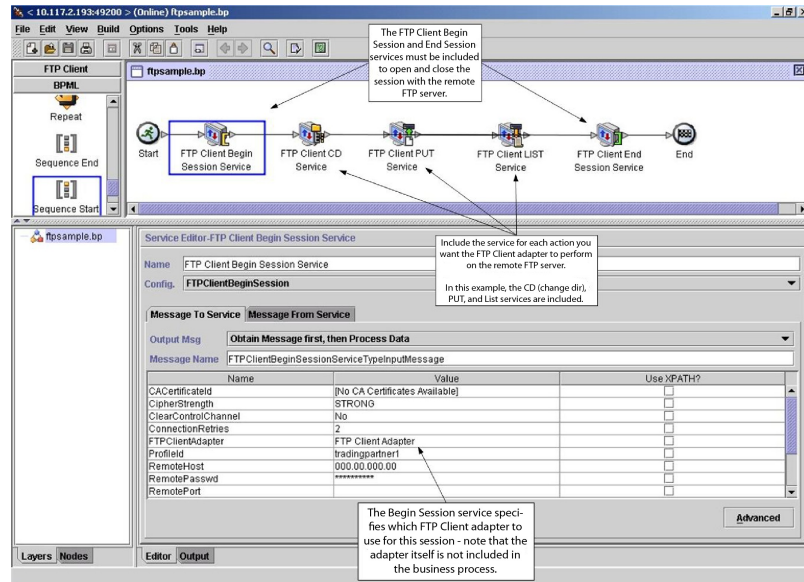 < 10.117.2.193:49200 > (Online) ftpsample.bp
File Edit View Build Options Tools Help
FTP Client
BPML
Repeat
Sequence End
Sequence Start
ftpsample.bp
The FTP Client Begin
Session and End Session
services must be included
to open and close the
session with the remote
FTP server.
Start
FTP Client Begin
Session Service
FTP Client CD
Service
FTP Client PUT
Service
FTP Client LIST
Service
FTP Client End
Session Service
End
ftpsample.bp
Service Editor-FTP Client Begin Session Service
Include the service for each action you
want the FTP Client adapter to perform
on the remote FTP server.
In this example, the CD (change dir),
PUT, and List services are included.
Name FTP Client Begin Session Service
Config. FTPClientBeginSession
Message To Service Message From Service
Output Msg Obtain Message first, then Process Data
Message Name FTPClientBeginSessionServiceTypeInputMessage
Name Value Use XPATH?
CACertificateId [No CA Certificates Available]
CipherStrength STRONG
ClearControlChannel No
ConnectionRetries 2
FTPClientAdapter FTP Client Adapter
ProfileId tradingpartner1
RemoteHost 000.00.000.00
RemotePasswd **********
RemotePort
The Begin Session service speci-
fies which FTP Client adapter to
use for this session - note that the
adapter itself is not included in
the business process.
Advanced
Layers Nodes
Editor Output